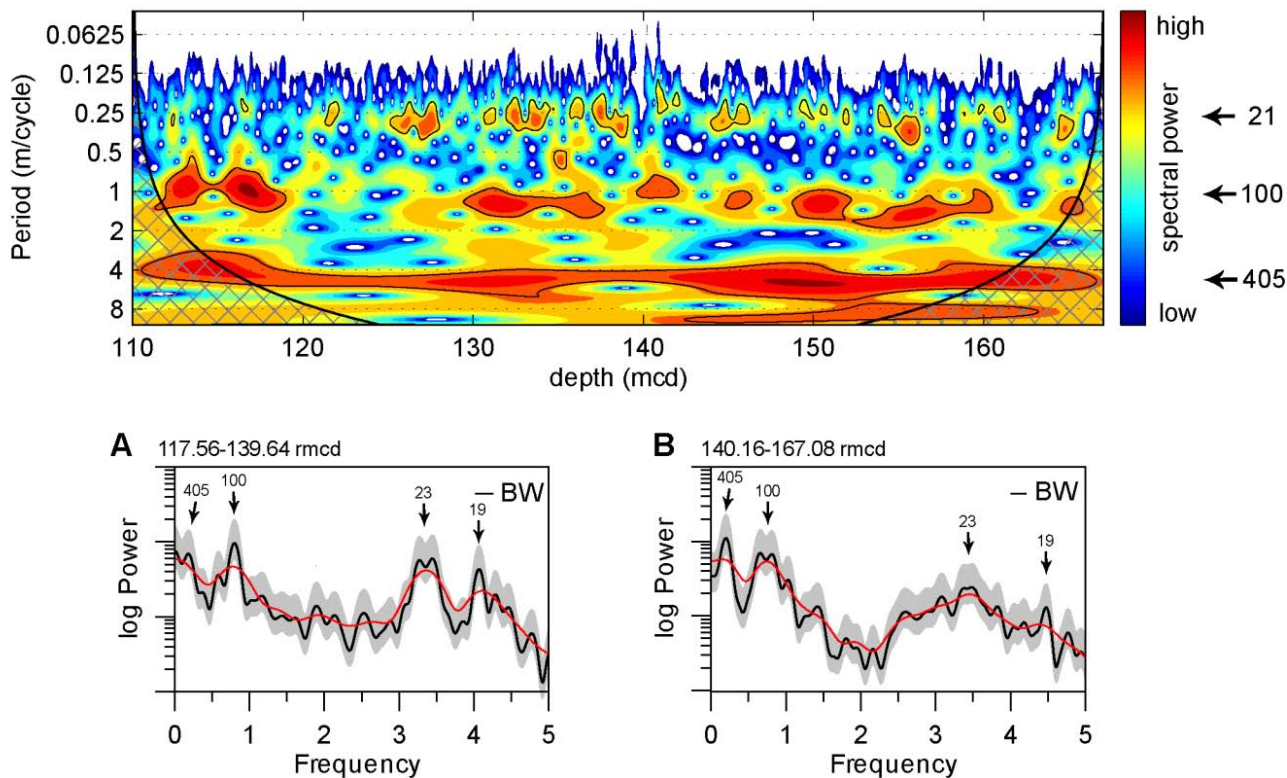 Period (m/cycle)
0.0625
0.125
0.25
0.5
1
2
4
8
110
120
130
140
150
160
depth (mcd)
high
low
spectral power
21
100
405
A
117.56-139.64 rmcd
405
100
23
19
– BW
log Power
0
1
2
3
4
5
Frequency
B
140.16-167.08 rmcd
405
100
23
19
– BW
log Power
0
1
2
3
4
5
Frequency